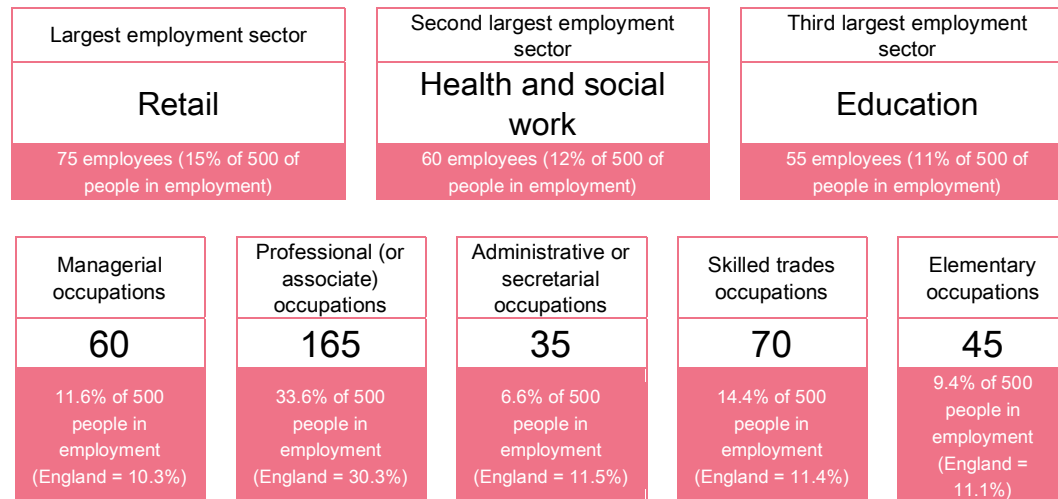 Largest employment sector
Retail
75 employees (15% of 500 of
people in employment)
Second largest employment
sector
Health and social
work
60 employees (12% of 500 of
people in employment)
Third largest employment
sector
Education
55 employees (11% of 500 of
people in employment)
Managerial
occupations
60
11.6% of 500
people in
employment
(England = 10.3%)
Professional (or
associate)
occupations
165
33.6% of 500
people in
employment
(England = 30.3%)
Administrative or
secretarial
occupations
35
6.6% of 500
people in
employment
(England = 11.5%)
Skilled trades
occupations
70
14.4% of 500
people in
employment
(England = 11.4%)
Elementary
occupations
45
9.4% of 500
people in
employment
(England =
11.1%)